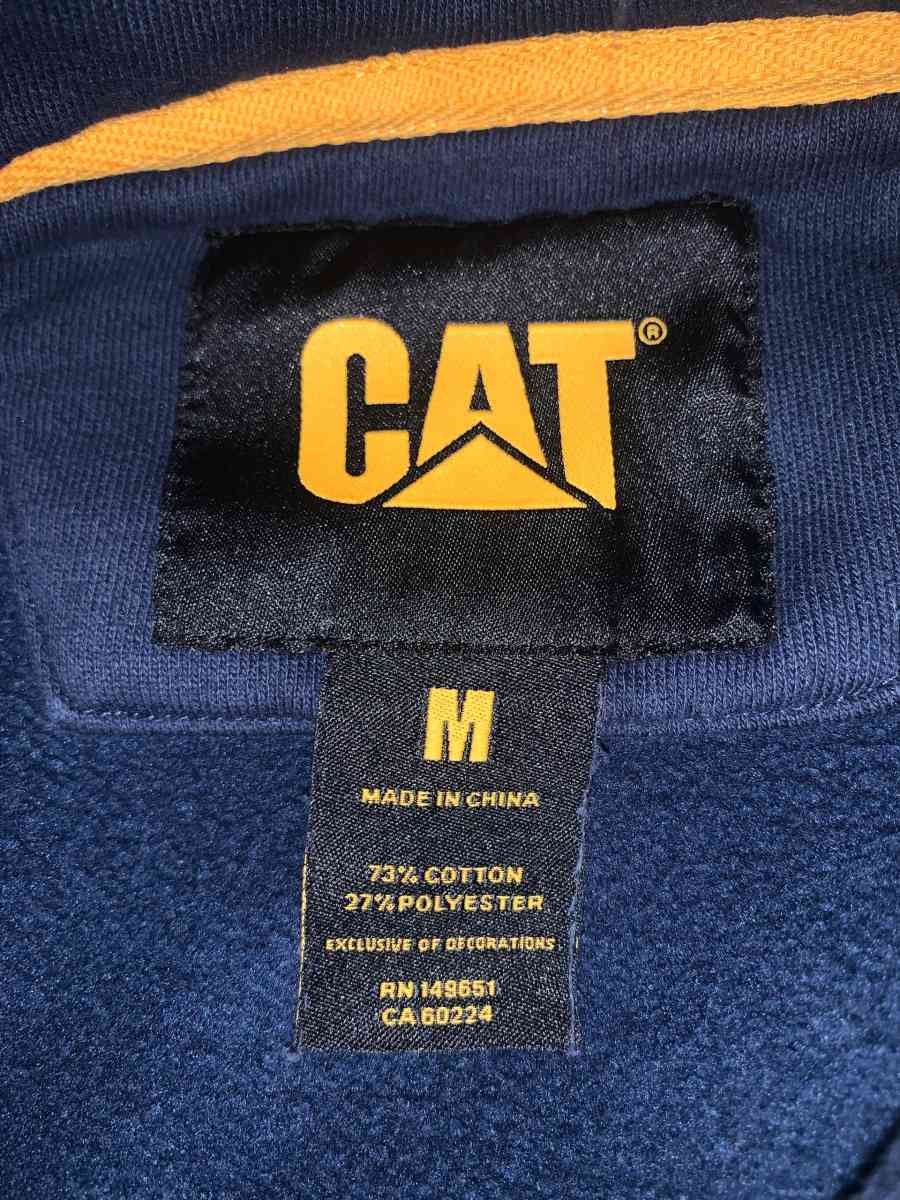 CAT®
M
MADE IN CHINA
73% COTTON
27% POLYESTER
EXCLUSIVE OF DECORATIONS
RN 149651
CA 60224